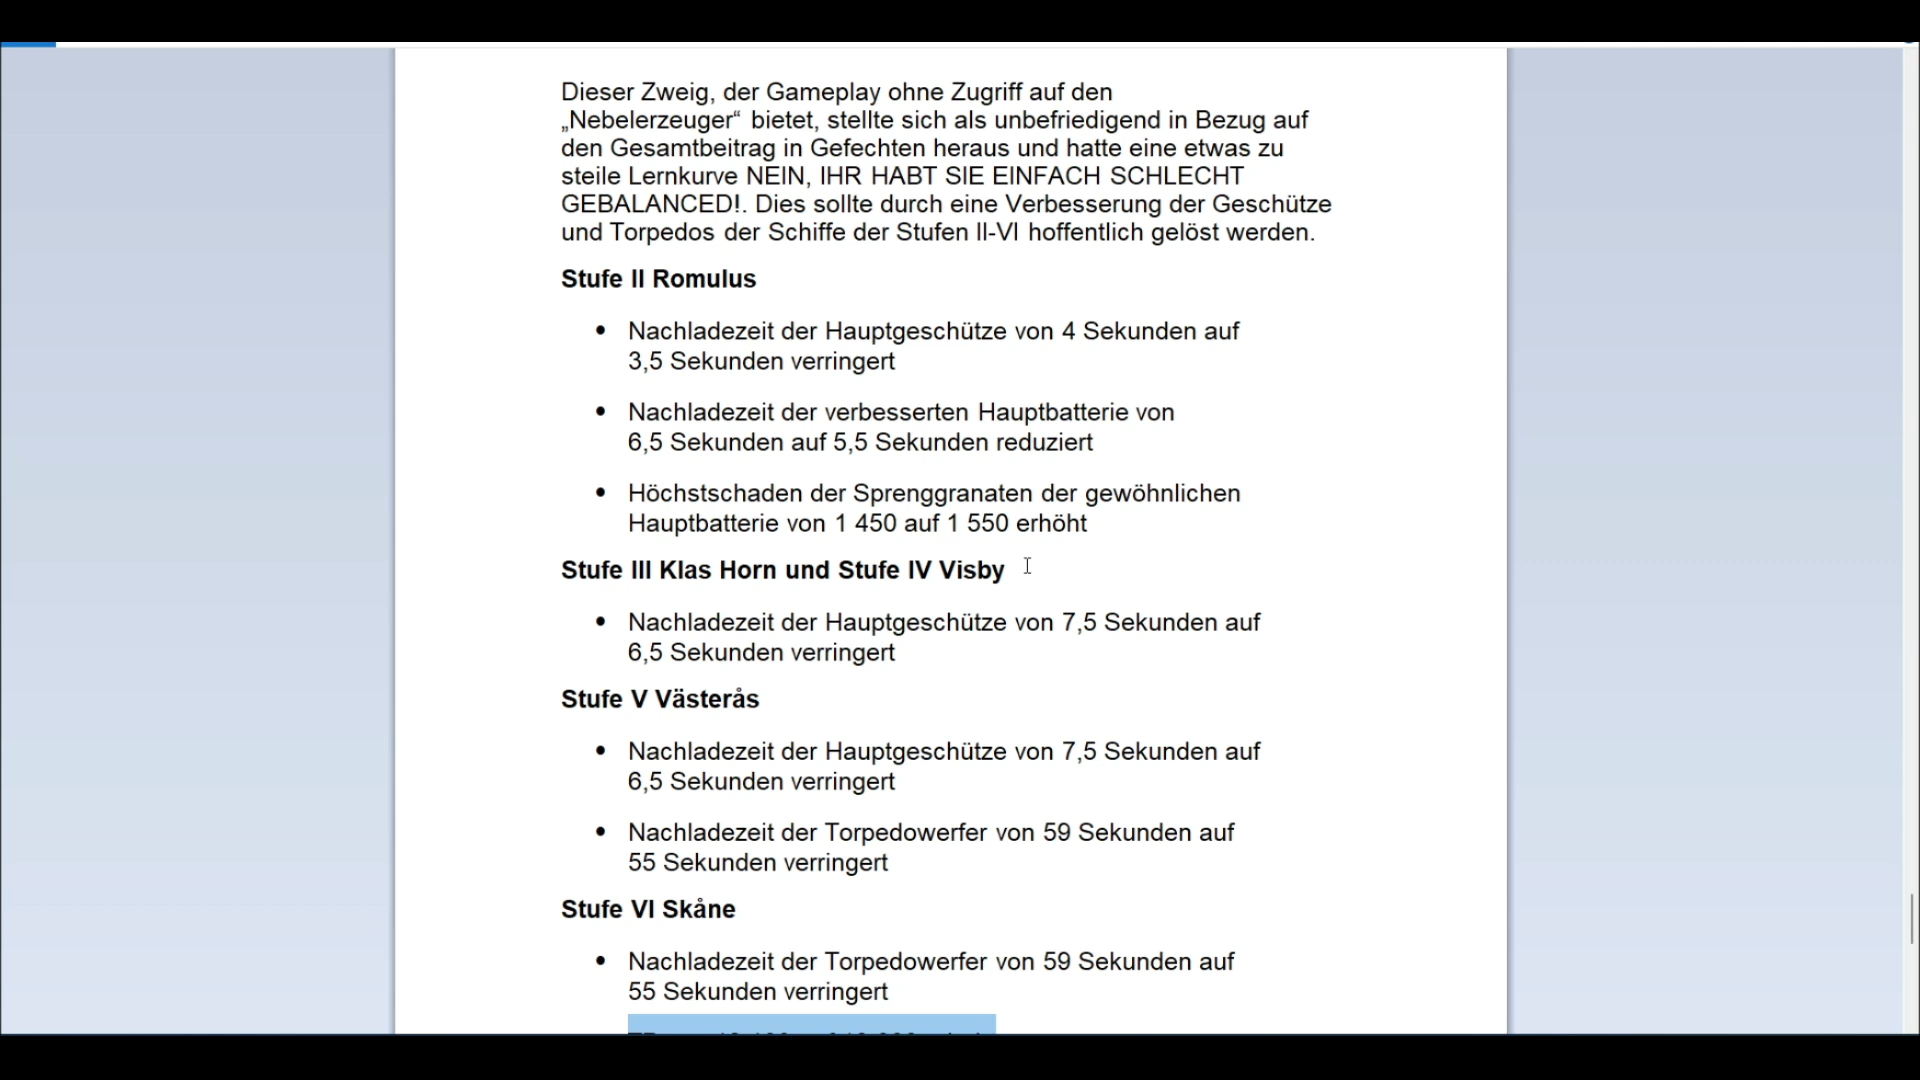 Dieser Zweig, der Gameplay ohne Zugriff auf den
„Nebelerzeuger“ bietet, stellte sich als unbefriedigend in Bezug auf
den Gesamtbeitrag in Gefechten heraus und hatte eine etwas zu
steile Lernkurve NEIN, IHR HABT SIE EINFACH SCHLECHT
GEBALANCED!. Dies sollte durch eine Verbesserung der Geschütze
und Torpedos der Schiffe der Stufen II-VI hoffentlich gelöst werden.
Stufe II Romulus
• Nachladezeit der Hauptgeschütze von 4 Sekunden auf
3,5 Sekunden verringert
• Nachladezeit der verbesserten Hauptbatterie von
6,5 Sekunden auf 5,5 Sekunden reduziert
• Höchstschaden der Sprenggranaten der gewöhnlichen
Hauptbatterie von 1 450 auf 1 550 erhöht
Stufe III Klas Horn und Stufe IV Visby
• Nachladezeit der Hauptgeschütze von 7,5 Sekunden auf
6,5 Sekunden verringert
Stufe V Västerås
• Nachladezeit der Hauptgeschütze von 7,5 Sekunden auf
6,5 Sekunden verringert
• Nachladezeit der Torpedowerfer von 59 Sekunden auf
55 Sekunden verringert
Stufe VI Skåne
• Nachladezeit der Torpedowerfer von 59 Sekunden auf
55 Sekunden verringert